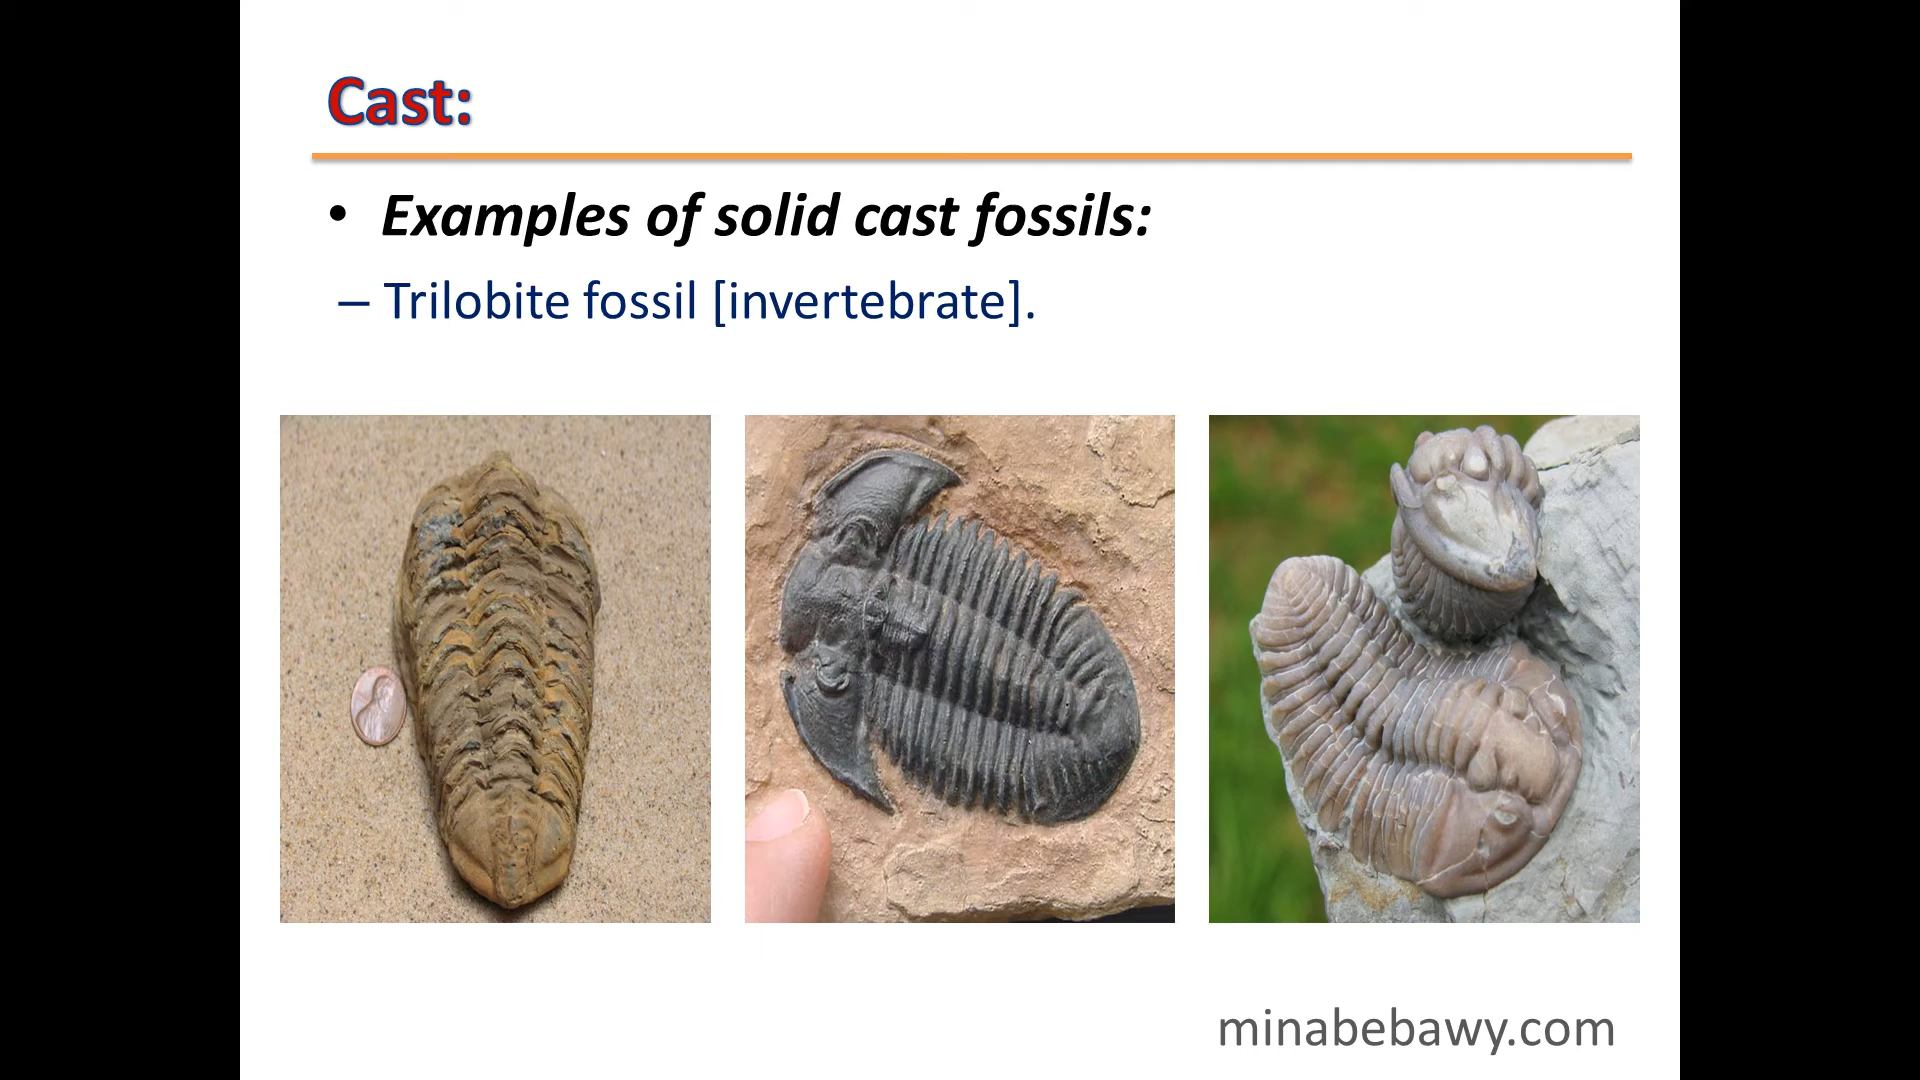 Cast:
• Examples of solid cast fossils:
– Trilobite fossil [invertebrate].
minabebawy.com